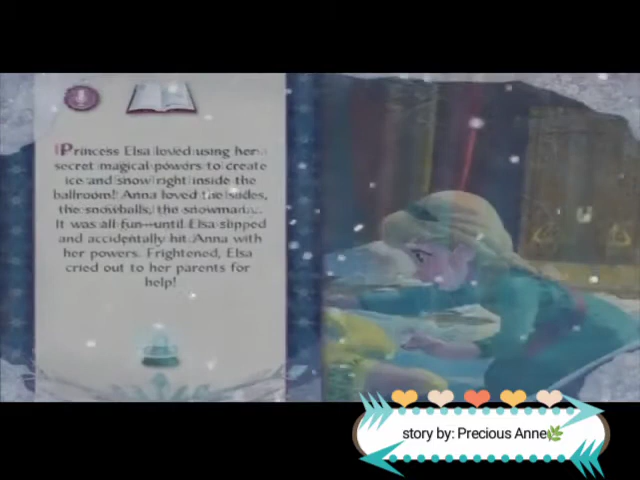 Princess Elsa loved using her
secret magical powers to create
ice and snow right inside the
ballroom! Anna loved the slides,
the snowballs, the snowman...
It was all fun—until Elsa slipped
and accidentally hit Anna with
her powers. Frightened, Elsa
cried out to her parents for
help!
story by: Precious Anne🌿